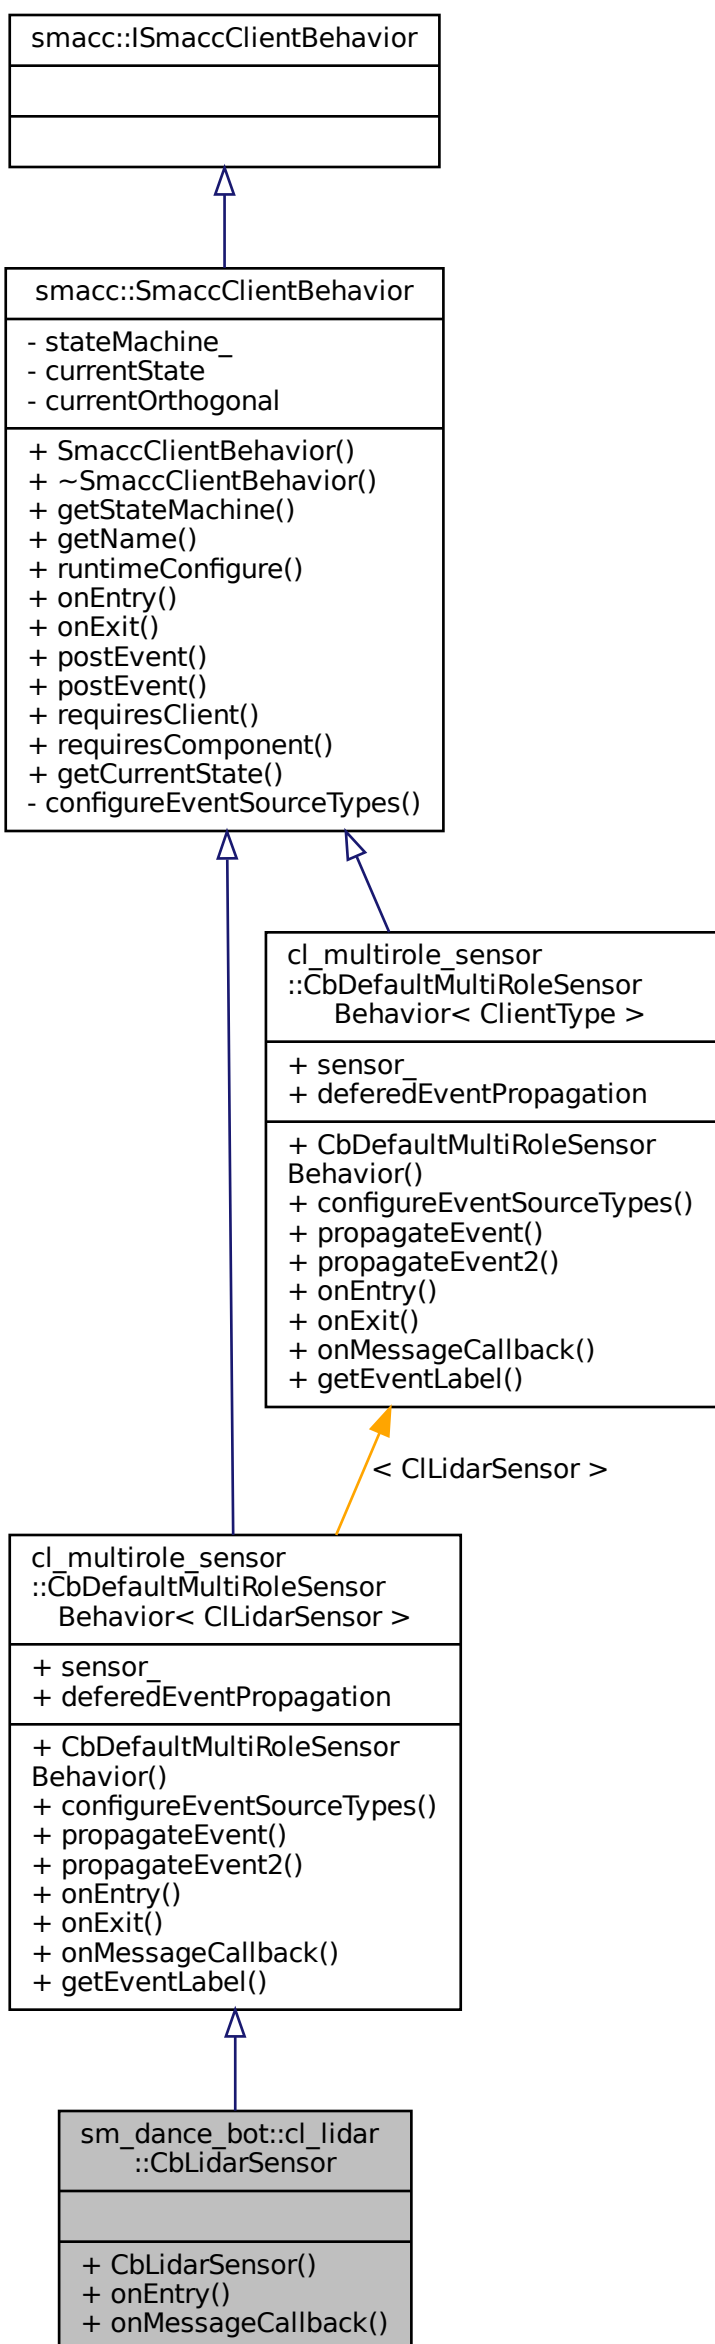 smacc::ISmaccClientBehavior
smacc::SmaccClientBehavior
- stateMachine_
- currentState
- currentOrthogonal
+ SmaccClientBehavior()
+ ~SmaccClientBehavior()
+ getStateMachine()
+ getName()
+ runtimeConfigure()
+ onEntry()
+ onExit()
+ postEvent()
+ postEvent()
+ requiresClient()
+ requiresComponent()
+ getCurrentState()
- configureEventSourceTypes()
cl_multirole_sensor
::CbDefaultMultiRoleSensor
Behavior< ClientType >
+ sensor_
+ deferedEventPropagation
+ CbDefaultMultiRoleSensor
Behavior()
+ configureEventSourceTypes()
+ propagateEvent()
+ propagateEvent2()
+ onEntry()
+ onExit()
+ onMessageCallback()
+ getEventLabel()
< ClLidarSensor >
cl_multirole_sensor
::CbDefaultMultiRoleSensor
Behavior< ClLidarSensor >
+ sensor_
+ deferedEventPropagation
+ CbDefaultMultiRoleSensor
Behavior()
+ configureEventSourceTypes()
+ propagateEvent()
+ propagateEvent2()
+ onEntry()
+ onExit()
+ onMessageCallback()
+ getEventLabel()
sm_dance_bot::cl_lidar
::CbLidarSensor
+ CbLidarSensor()
+ onEntry()
+ onMessageCallback()